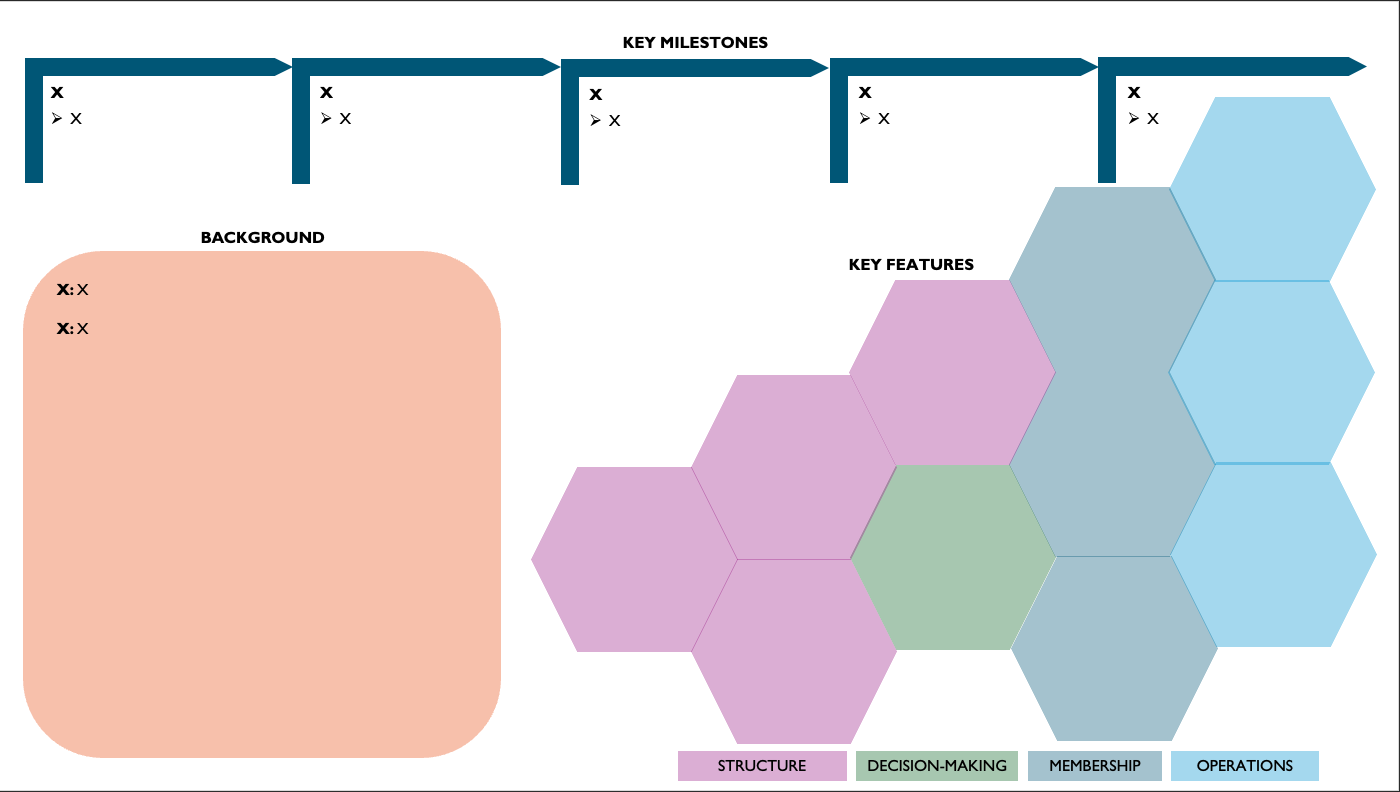 KEY MILESTONES
X
➢ X
X
➢ X
X
➢ X
X
➢ X
X
➢ X
BACKGROUND
X: X
X: X
KEY FEATURES
STRUCTURE
DECISION-MAKING
MEMBERSHIP
OPERATIONS